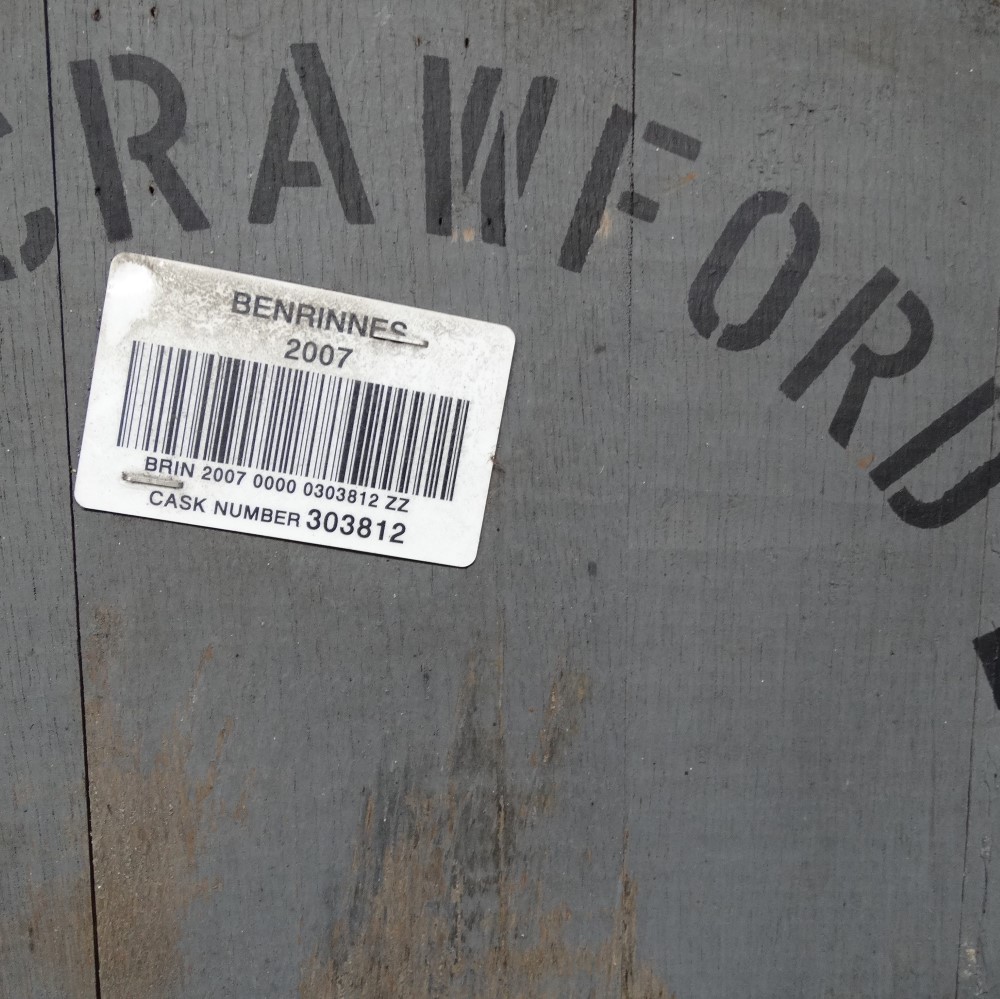 CRAWFORD
BENRINNES
2007
BRIN 2007 0000 0303812 ZZ
CASK NUMBER 303812